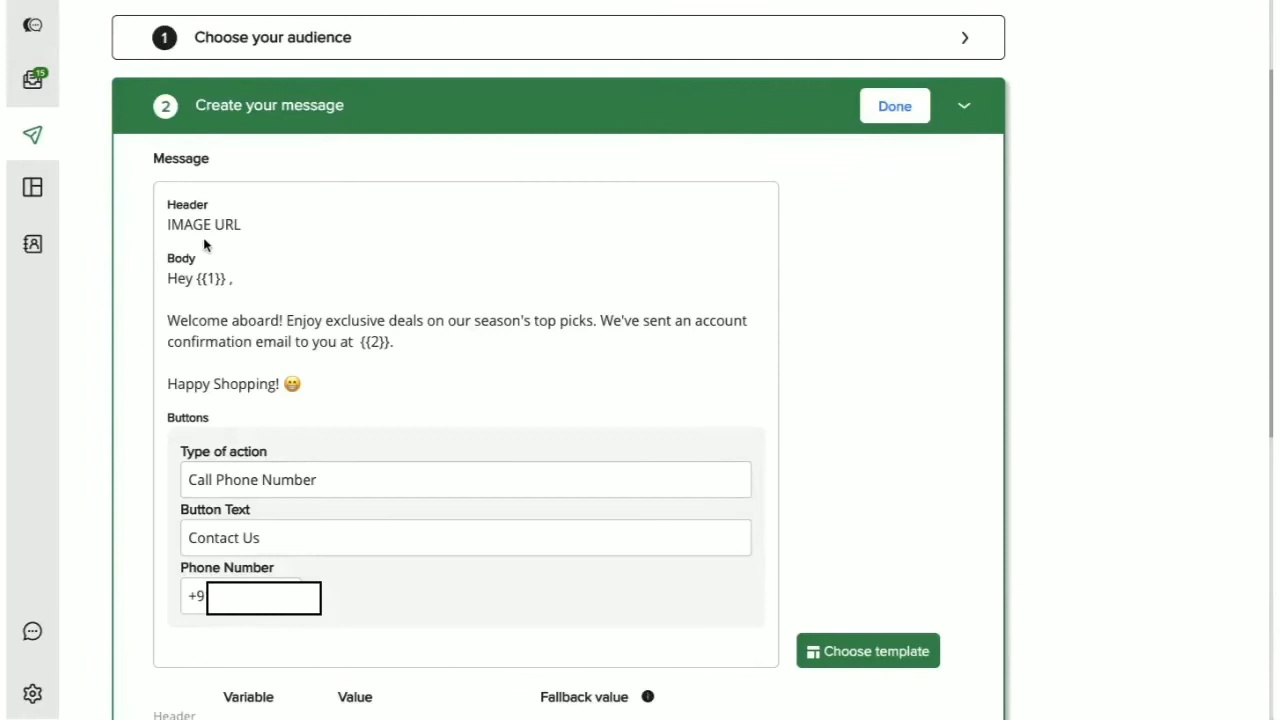 1 Choose your audience
15
2 Create your message
Done
Message
Header
IMAGE URL
Body
Hey {{1}} ,
Welcome aboard! Enjoy exclusive deals on our season's top picks. We've sent an account
confirmation email to you at {{2}}.
Happy Shopping! 😁
Buttons
Type of action
Call Phone Number
Button Text
Contact Us
Phone Number
+9
Choose template
Variable Value Fallback value
Header